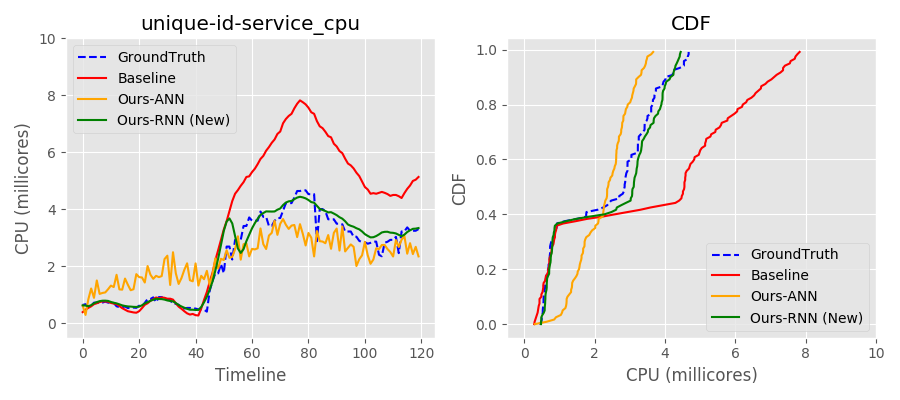 unique-id-service_cpu
10
8
6
4
2
0
CPU (millicores)
GroundTruth
Baseline
Ours-ANN
Ours-RNN (New)
0
20
40
60
80
100
120
Timeline
CDF
1.0
0.8
0.6
0.4
0.2
0.0
CDF
GroundTruth
Baseline
Ours-ANN
Ours-RNN (New)
0
2
4
6
8
10
CPU (millicores)